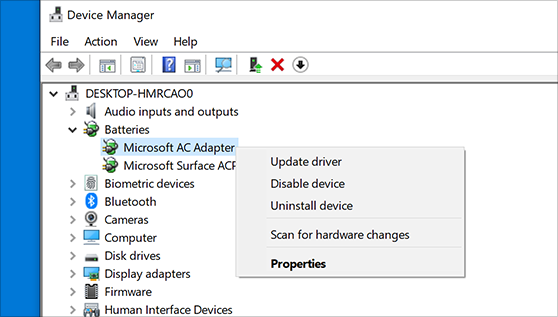 Device Manager
File Action View Help
DESKTOP-HMRCAO0
Audio inputs and outputs
Batteries
Microsoft AC Adapter
Microsoft Surface ACP
Biometric devices
Bluetooth
Cameras
Computer
Disk drives
Display adapters
Firmware
Human Interface Devices
Update driver
Disable device
Uninstall device
Scan for hardware changes
Properties